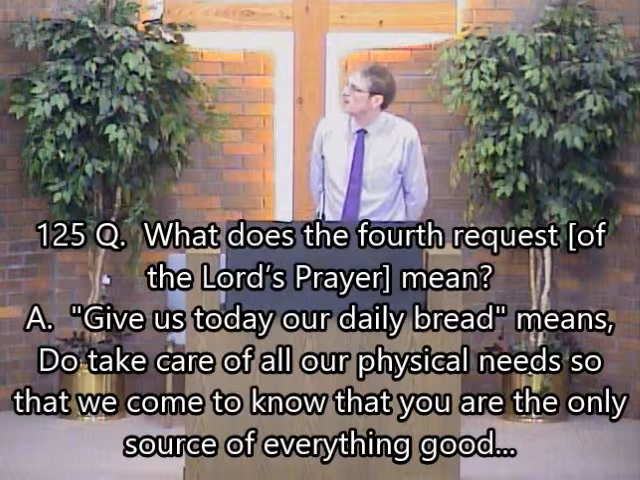 125 Q.  What does the fourth request [of
the Lord's Prayer] mean?
A.  "Give us today our daily bread" means,
Do take care of all our physical needs so
that we come to know that you are the only
source of everything good...